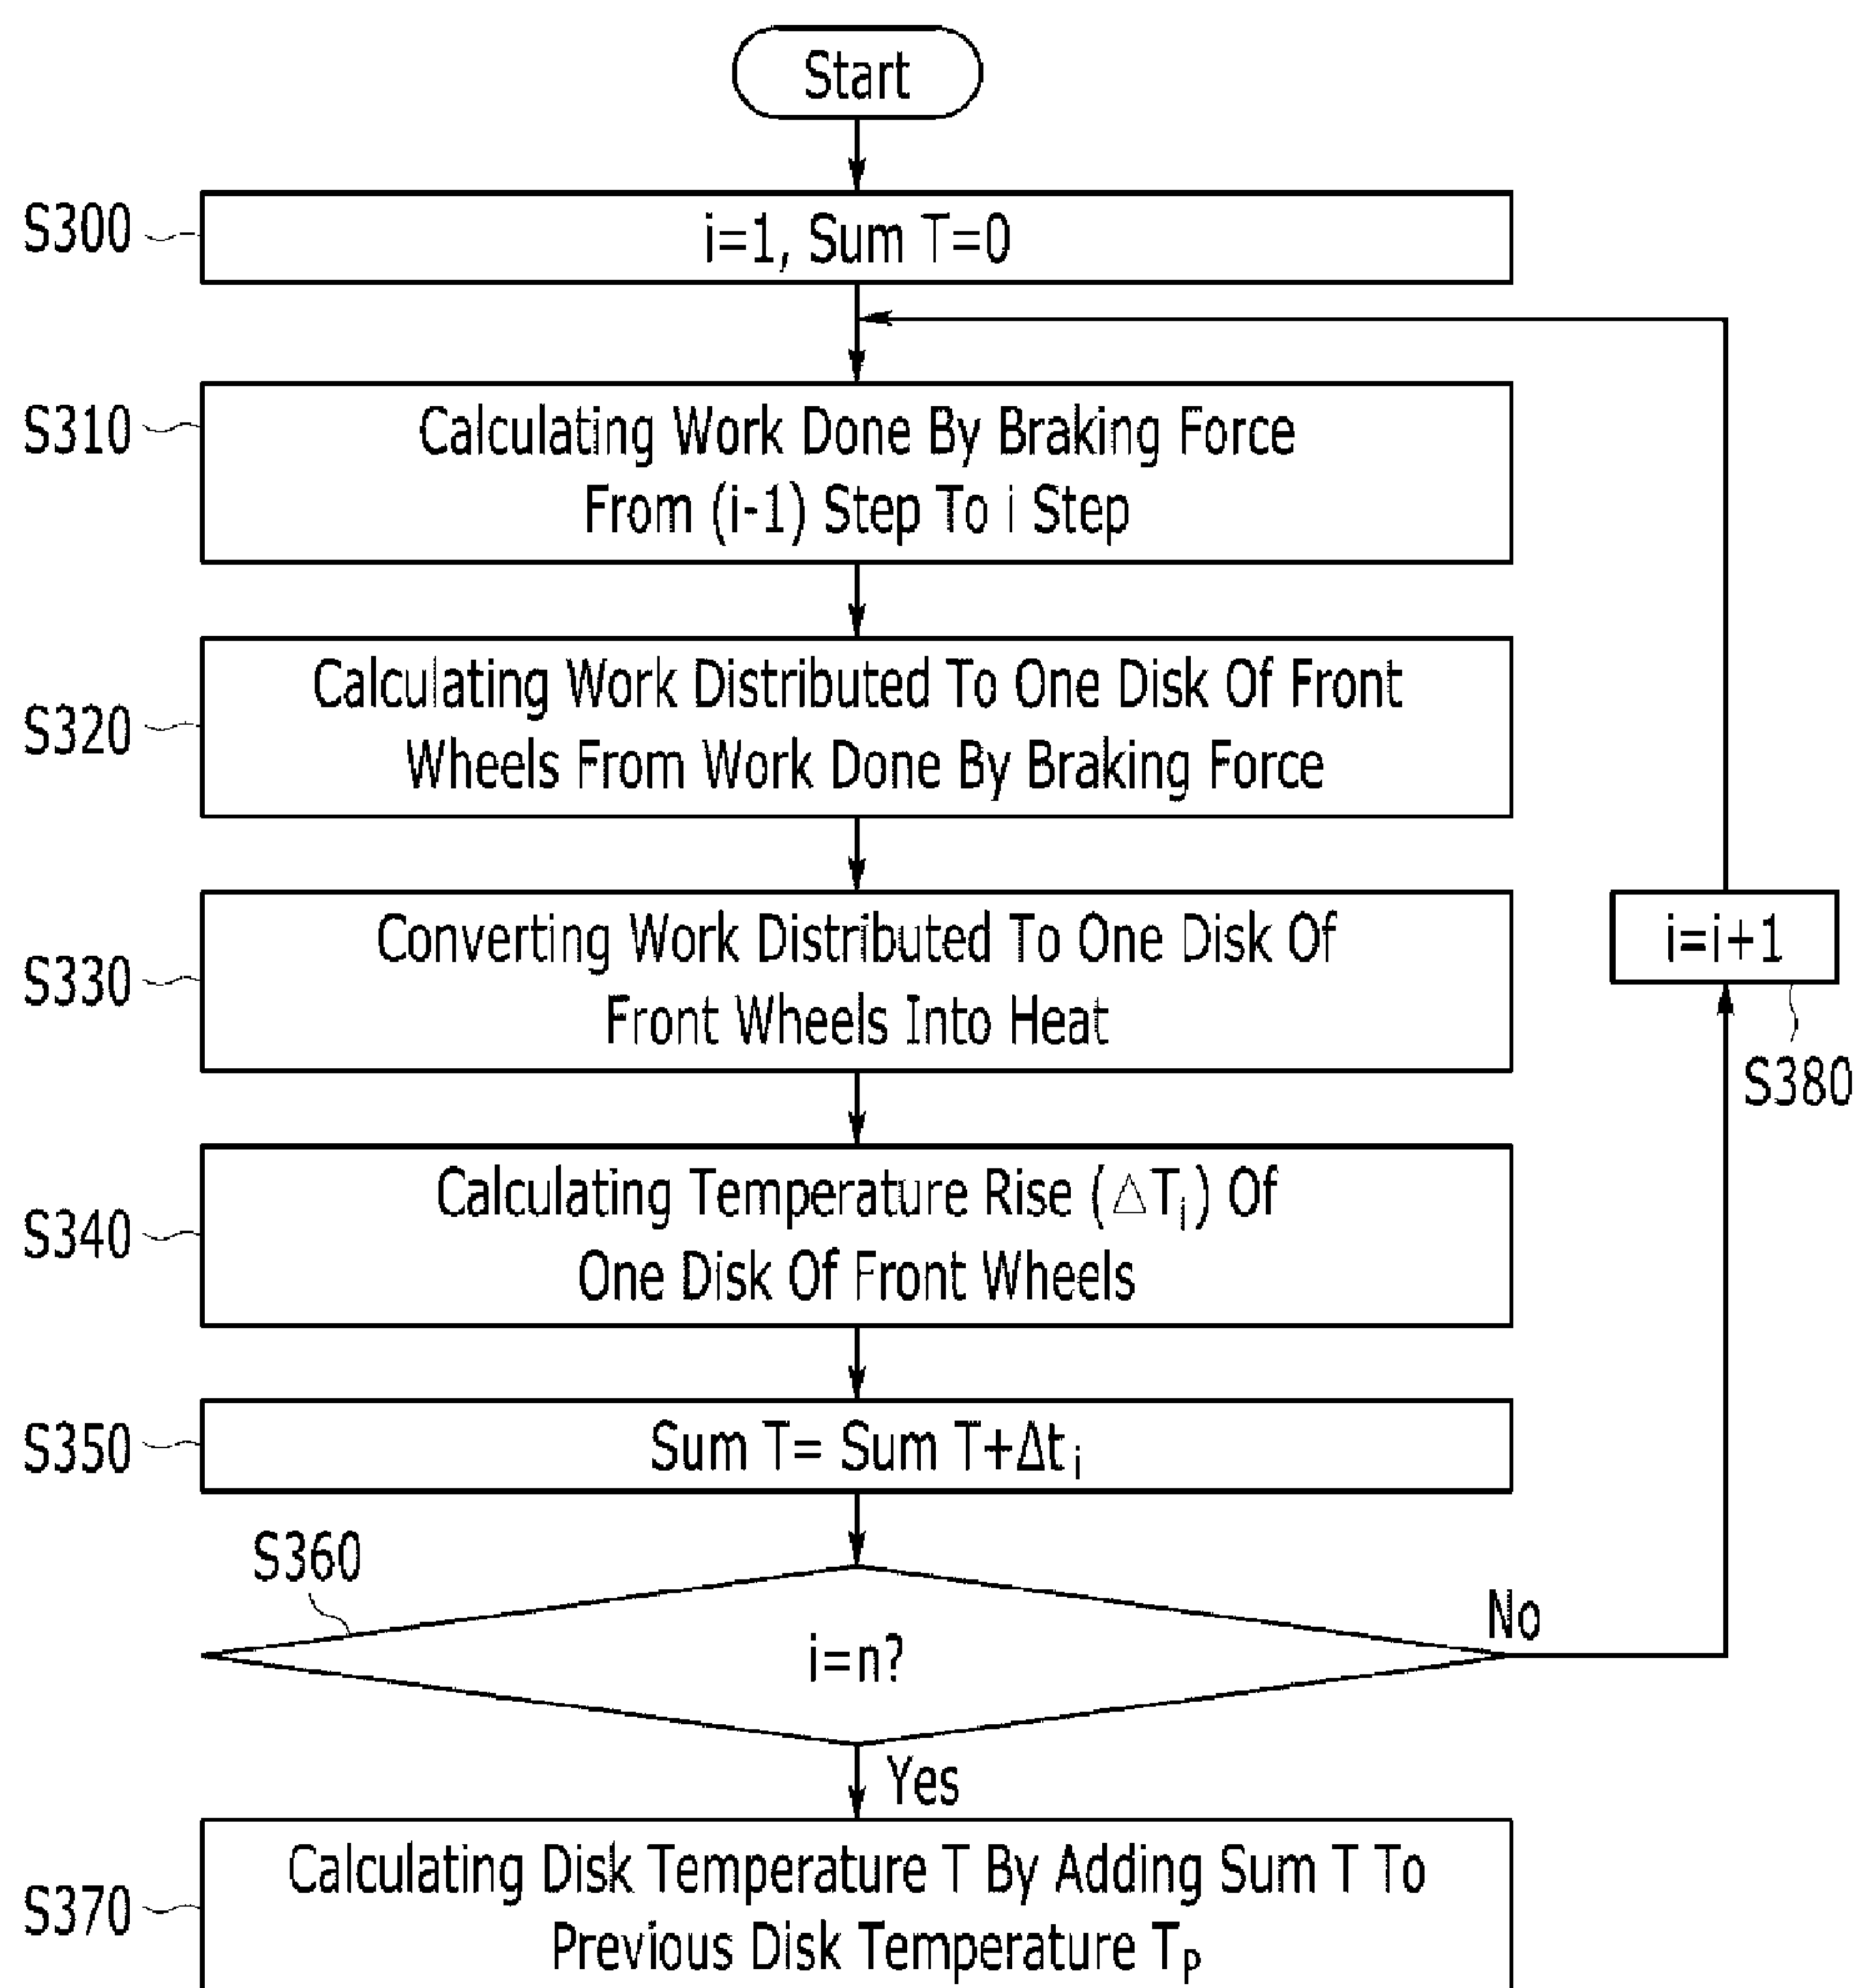 Start
S300
i=1, Sum T=0
S310
Calculating Work Done By Braking Force
From (i-1) Step To i Step
S320
Calculating Work Distributed To One Disk Of Front
Wheels From Work Done By Braking Force
S330
Converting Work Distributed To One Disk Of
Front Wheels Into Heat
i=i+1
S380
S340
Calculating Temperature Rise (△Tᵢ) Of
One Disk Of Front Wheels
S350
Sum T= Sum T+Δtᵢ
S360
i=n?
No
Yes
S370
Calculating Disk Temperature T By Adding Sum T To
Previous Disk Temperature Tₚ